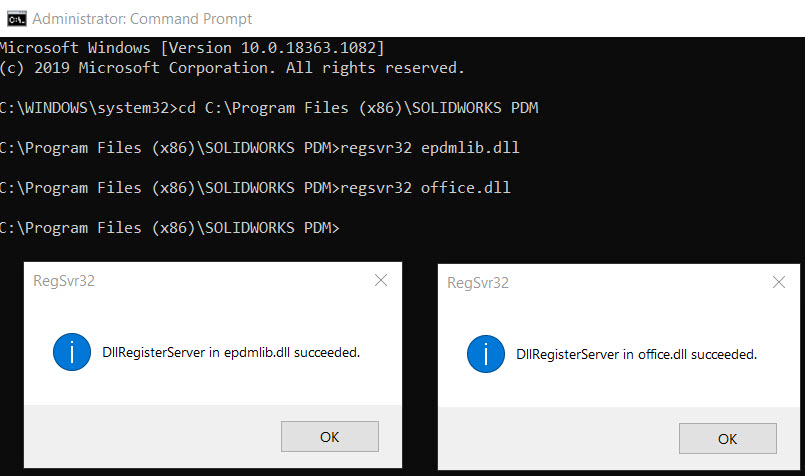 Administrator: Command Prompt
Microsoft Windows [Version 10.0.18363.1082]
(c) 2019 Microsoft Corporation. All rights reserved.
C:\WINDOWS\system32>cd C:\Program Files (x86)\SOLIDWORKS PDM
C:\Program Files (x86)\SOLIDWORKS PDM>regsvr32 epdmlib.dll
C:\Program Files (x86)\SOLIDWORKS PDM>regsvr32 office.dll
C:\Program Files (x86)\SOLIDWORKS PDM>
RegSvr32
DllRegisterServer in epdmlib.dll succeeded.
OK
RegSvr32
DllRegisterServer in office.dll succeeded.
OK